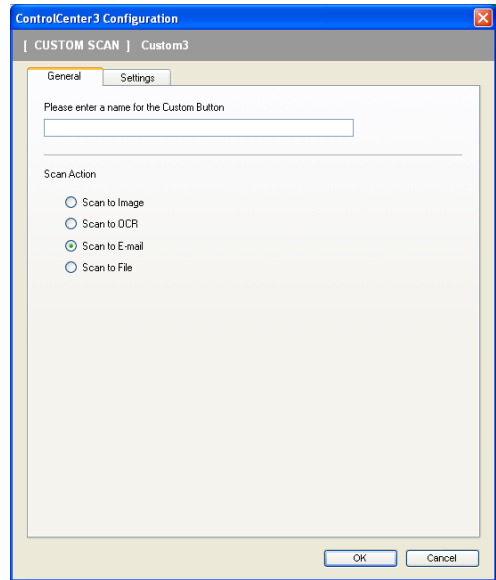 ControlCenter3 Configuration
[ CUSTOM SCAN ] Custom3
General Settings
Please enter a name for the Custom Button
Scan Action
Scan to Image
Scan to OCR
Scan to E-mail
Scan to File
OK Cancel